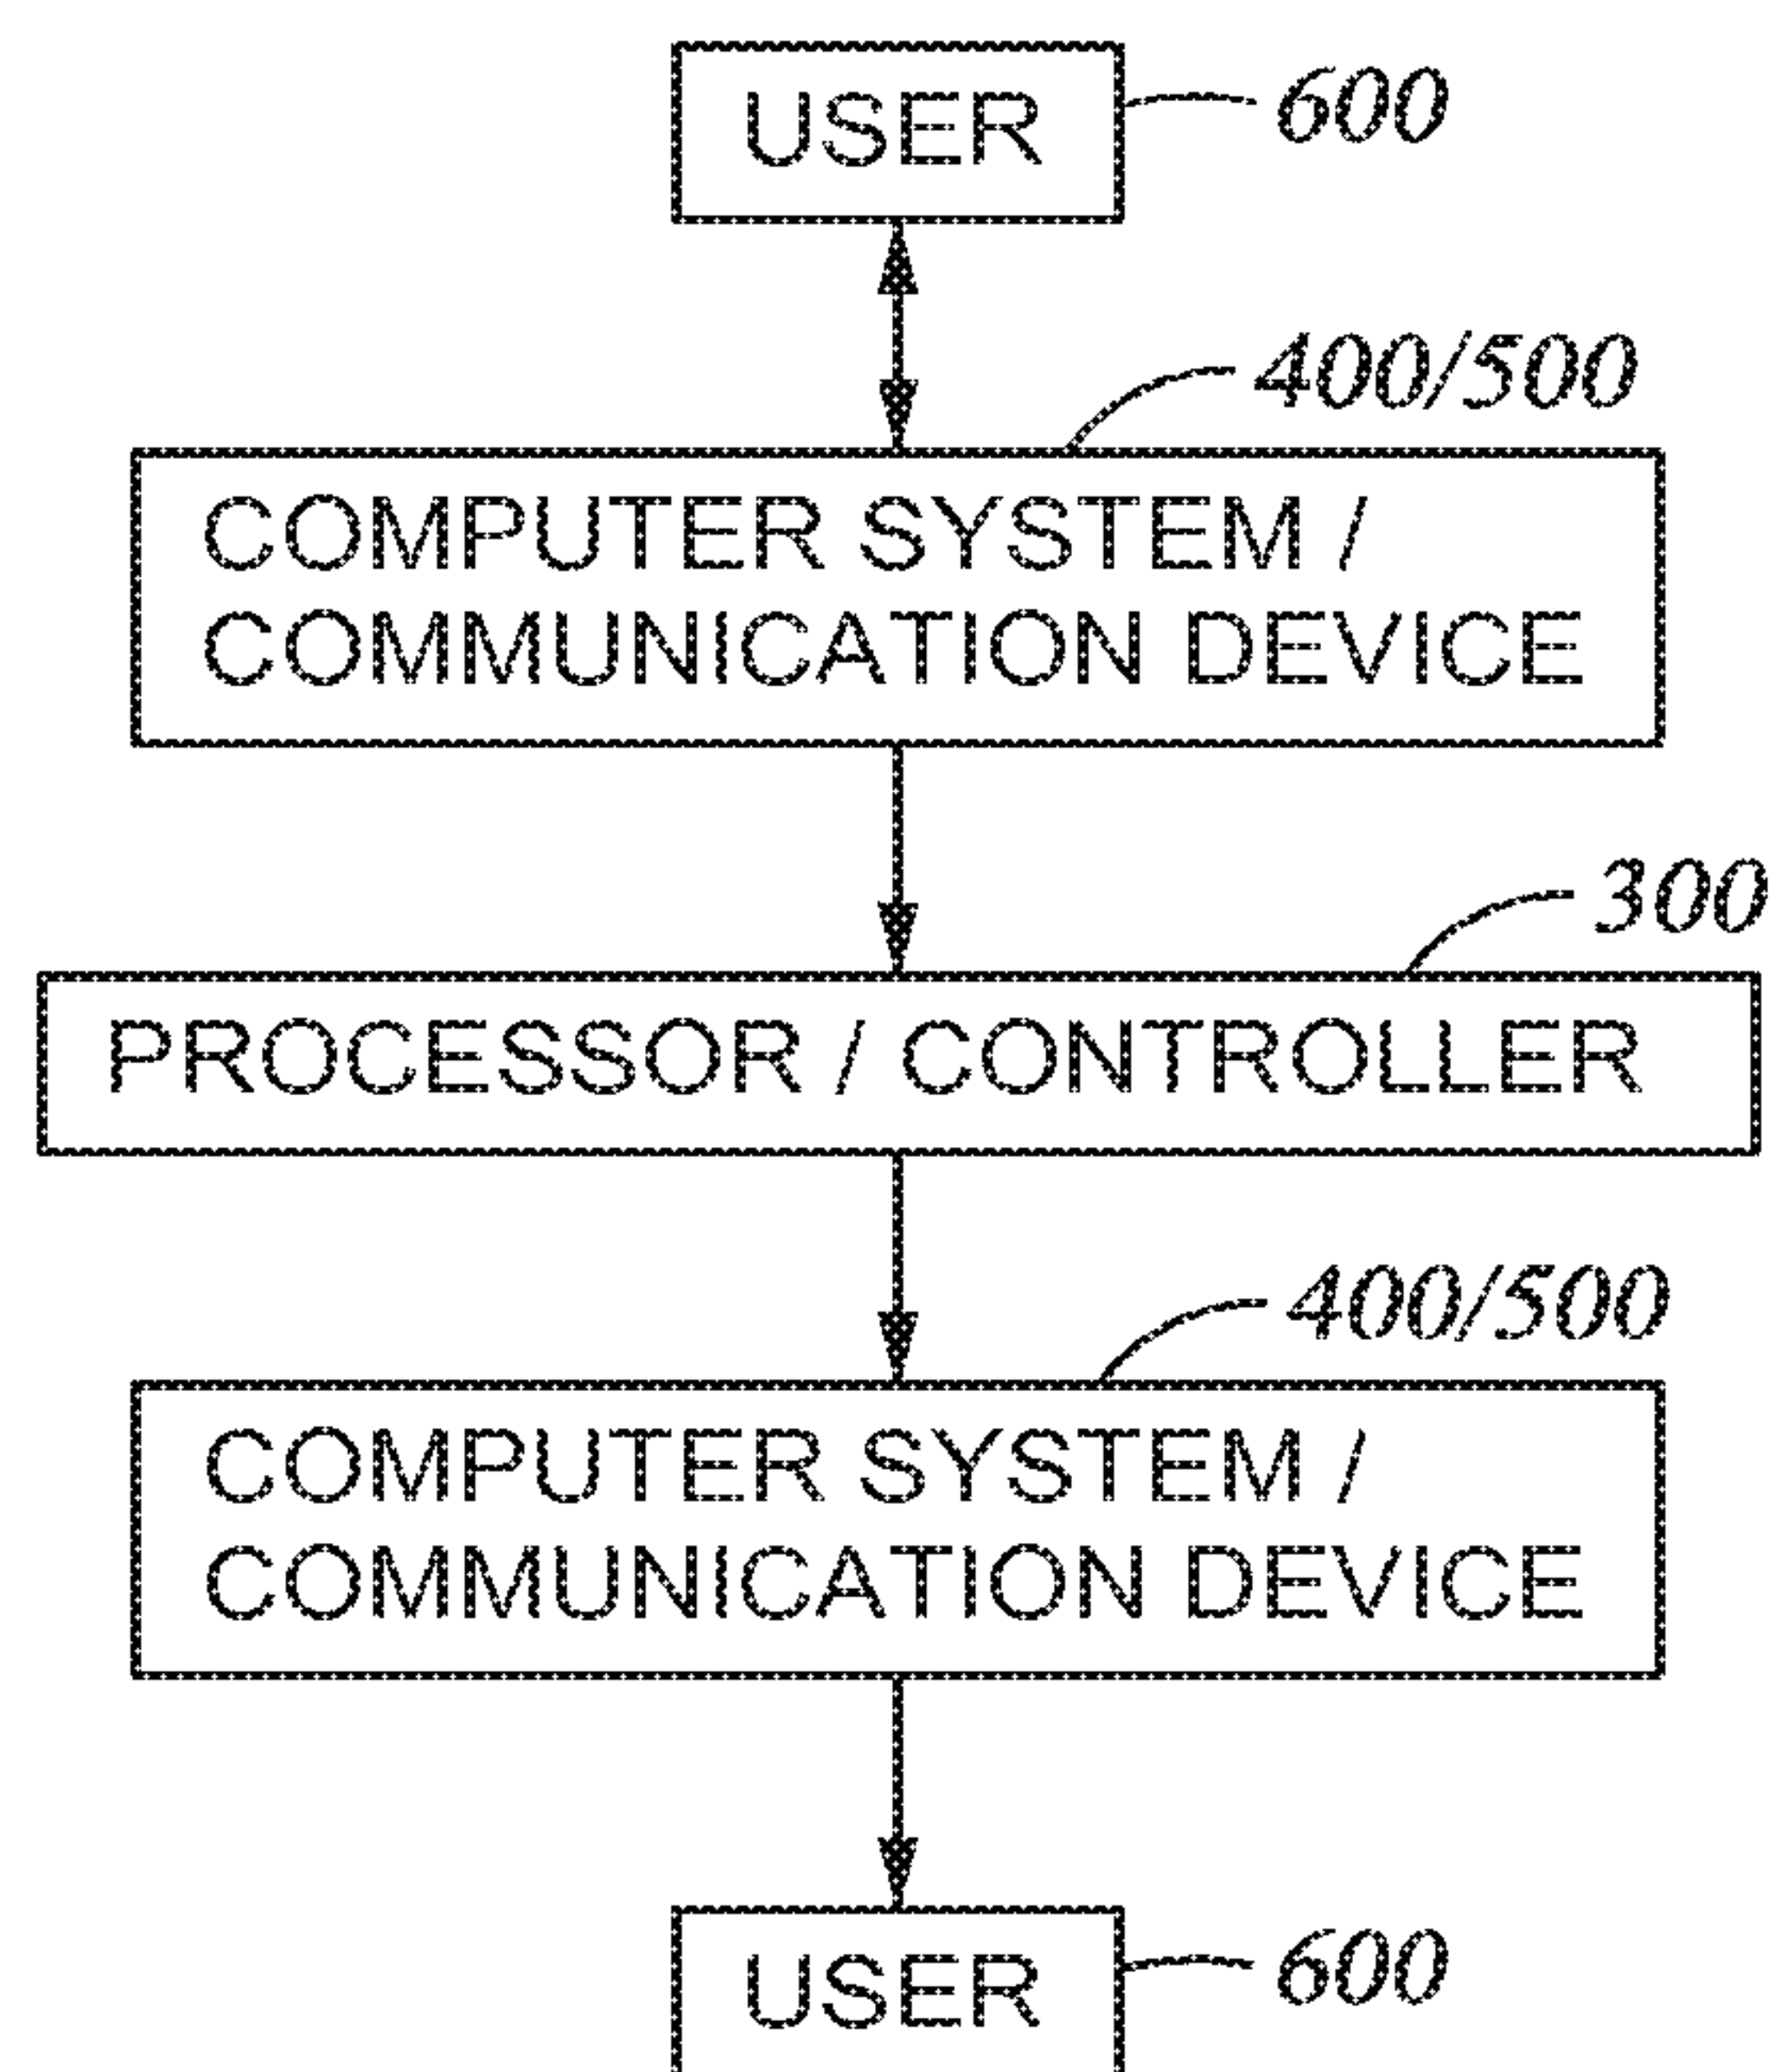 USER
600
400/500
COMPUTER SYSTEM /
COMMUNICATION DEVICE
300
PROCESSOR / CONTROLLER
400/500
COMPUTER SYSTEM /
COMMUNICATION DEVICE
USER
600